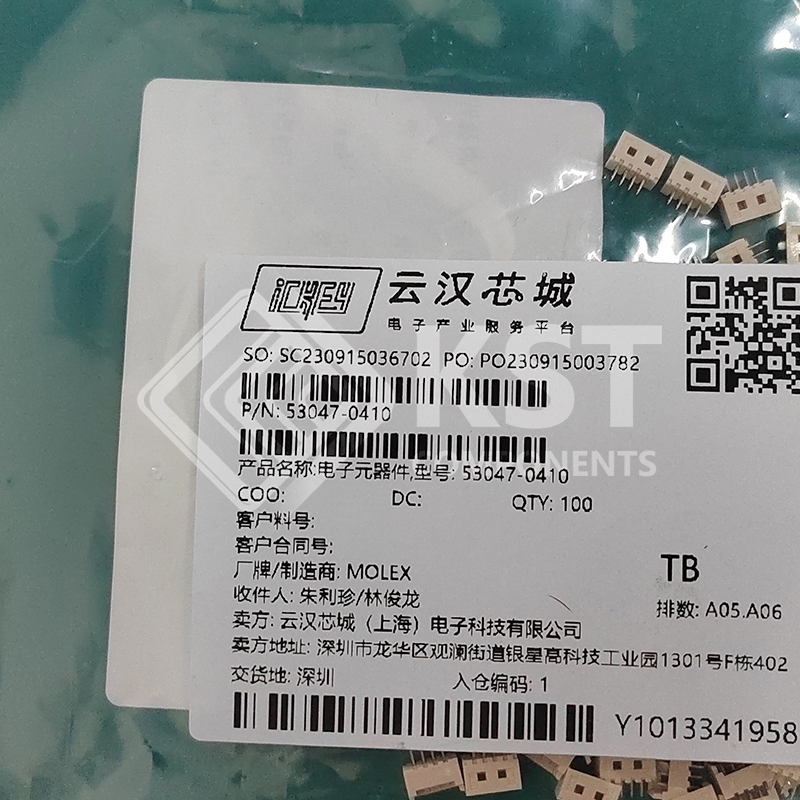 iCKEY 云汉芯城
电子产业服务平台
SO: SC230915036702 PO: PO230915003782
P/N: 53047-0410
产品名称:电子元器件,型号: 53047-0410
COO: DC: QTY: 100
客户料号:
客户合同号:
厂牌/制造商: MOLEX
TB
收件人: 朱利珍/林俊龙
排数: A05.A06
卖方: 云汉芯城（上海）电子科技有限公司
卖方地址: 深圳市龙华区观澜街道银星高科技工业园1301号F栋402
交货地: 深圳 入仓编码: 1
Y1013341958
KST
COMPONENTS